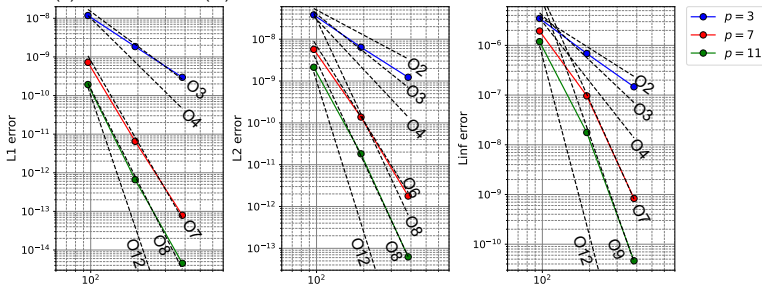 L1 error
10⁻⁸
10⁻⁹
10⁻¹⁰
10⁻¹¹
10⁻¹²
10⁻¹³
10⁻¹⁴
10²
O3
O4
O7
O8
O12
L2 error
10⁻⁸
10⁻⁹
10⁻¹⁰
10⁻¹¹
10⁻¹²
10⁻¹³
10²
O2
O3
O4
O6
O8
O8
O12
Linf error
10⁻⁶
10⁻⁷
10⁻⁸
10⁻⁹
10⁻¹⁰
10²
O2
O3
O4
O7
O9
O12
p = 3
p = 7
p = 11